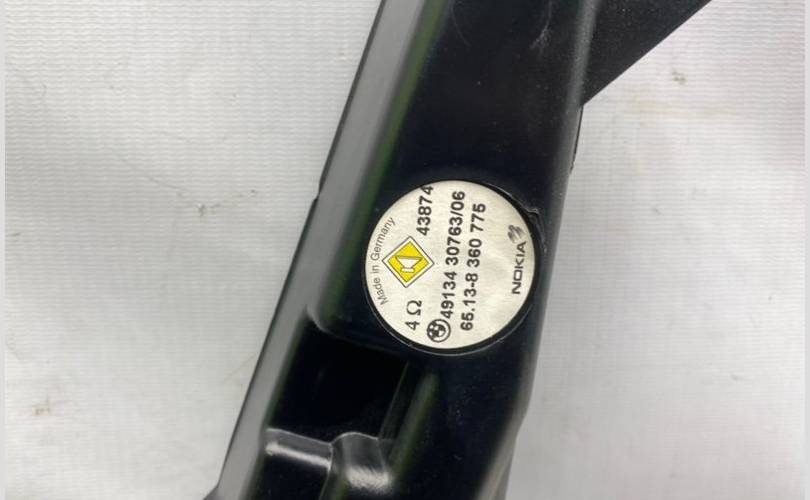 Made in Germany
4 Ω 43874
49134 30763/06
65.13-8 360 775
NOKIA